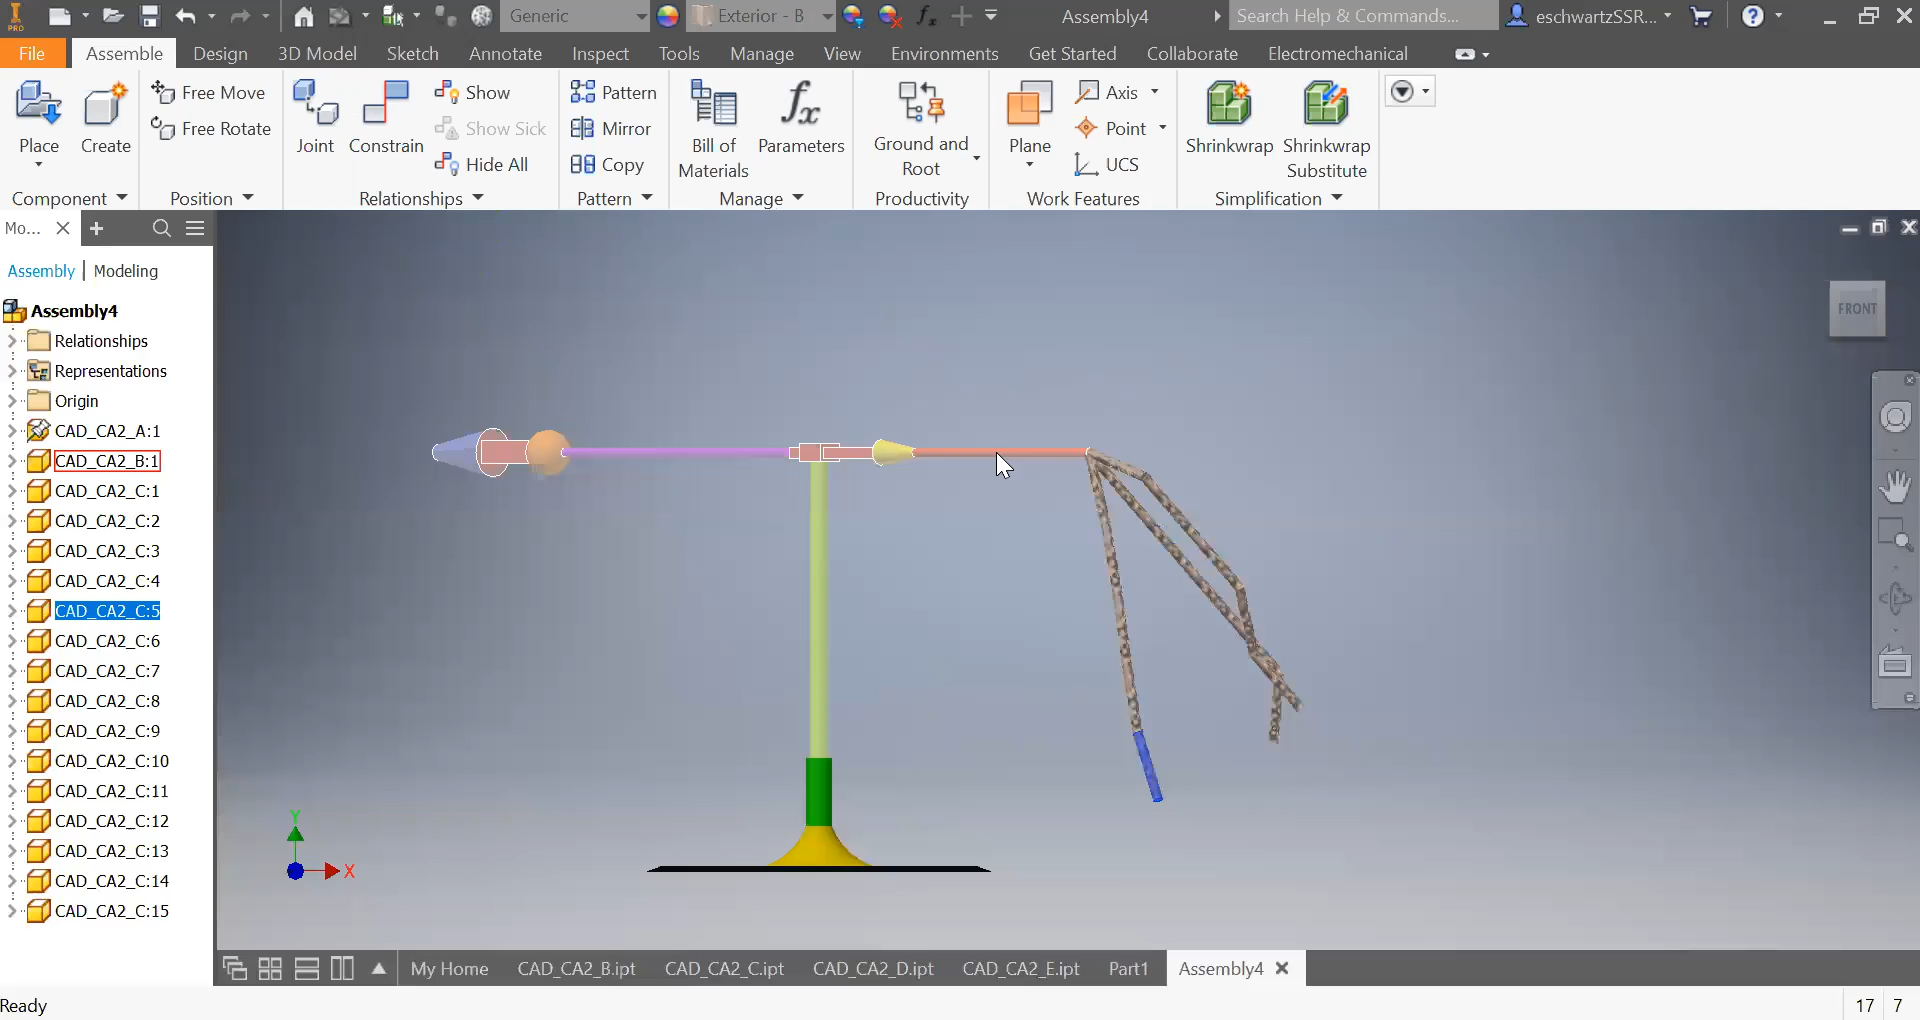 PRO
Generic
Exterior - B
fx
Assembly4
Search Help & Commands...
eschwartzSSR...
File
Assemble
Design
3D Model
Sketch
Annotate
Inspect
Tools
Manage
View
Environments
Get Started
Collaborate
Electromechanical
Place
Create
Free Move
Free Rotate
Joint
Constrain
Show
Show Sick
Hide All
Pattern
Mirror
Copy
Bill of
Materials
fx
Parameters
Ground and
Root
Plane
Axis
Point
UCS
Shrinkwrap
Shrinkwrap
Substitute
Component
Position
Relationships
Pattern
Manage
Productivity
Work Features
Simplification
Mo...
Assembly | Modeling
Assembly4
Relationships
Representations
Origin
CAD_CA2_A:1
CAD_CA2_B:1
CAD_CA2_C:1
CAD_CA2_C:2
CAD_CA2_C:3
CAD_CA2_C:4
CAD_CA2_C:5
CAD_CA2_C:6
CAD_CA2_C:7
CAD_CA2_C:8
CAD_CA2_C:9
CAD_CA2_C:10
CAD_CA2_C:11
CAD_CA2_C:12
CAD_CA2_C:13
CAD_CA2_C:14
CAD_CA2_C:15
FRONT
Y
X
My Home
CAD_CA2_B.ipt
CAD_CA2_C.ipt
CAD_CA2_D.ipt
CAD_CA2_E.ipt
Part1
Assembly4
Ready
17
7